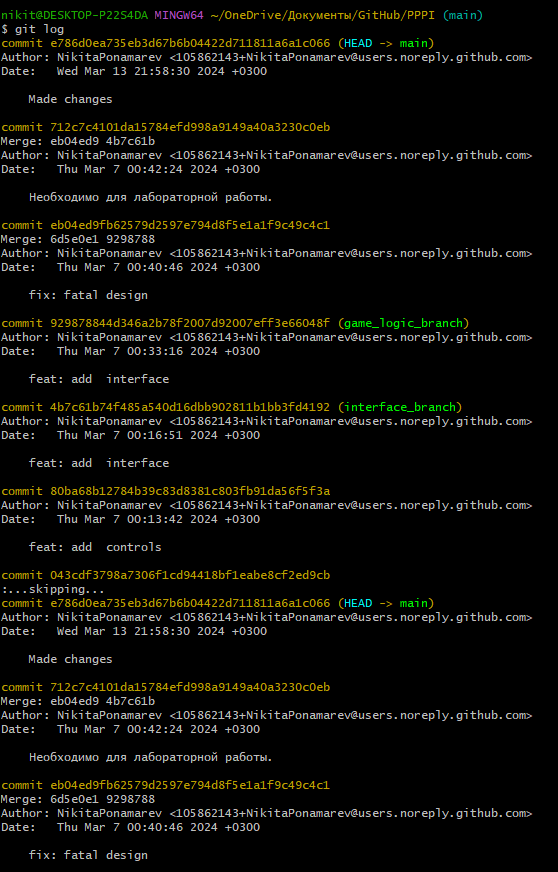 nikit@DESKTOP-P22S4DA MINGW64 ~/OneDrive/Документы/GitHub/PPPI (main)
$ git log
commit e786d0ea735eb3d67b6b04422d711811a6a1c066 (HEAD -> main)
Author: NikitaPonamarev <105862143+NikitaPonamarev@users.noreply.github.com>
Date:   Wed Mar 13 21:58:30 2024 +0300

    Made changes

commit 712c7c4101da15784efd998a9149a40a3230c0eb
Merge: eb04ed9 4b7c61b
Author: NikitaPonamarev <105862143+NikitaPonamarev@users.noreply.github.com>
Date:   Thu Mar 7 00:42:24 2024 +0300

    Необходимо для лабораторной работы.

commit eb04ed9fb62579d2597e794d8f5e1a1f9c49c4c1
Merge: 6d5e0e1 9298788
Author: NikitaPonamarev <105862143+NikitaPonamarev@users.noreply.github.com>
Date:   Thu Mar 7 00:40:46 2024 +0300

    fix: fatal design

commit 929878844d346a2b78f2007d92007eff3e66048f (game_logic_branch)
Author: NikitaPonamarev <105862143+NikitaPonamarev@users.noreply.github.com>
Date:   Thu Mar 7 00:33:16 2024 +0300

    feat: add  interface

commit 4b7c61b74f485a540d16dbb902811b1bb3fd4192 (interface_branch)
Author: NikitaPonamarev <105862143+NikitaPonamarev@users.noreply.github.com>
Date:   Thu Mar 7 00:16:51 2024 +0300

    feat: add  interface

commit 80ba68b12784b39c83d8381c803fb91da56f5f3a
Author: NikitaPonamarev <105862143+NikitaPonamarev@users.noreply.github.com>
Date:   Thu Mar 7 00:13:42 2024 +0300

    feat: add  controls

commit 043cdf3798a7306f1cd94418bf1eabe8cf2ed9cb
:...skipping...
commit e786d0ea735eb3d67b6b04422d711811a6a1c066 (HEAD -> main)
Author: NikitaPonamarev <105862143+NikitaPonamarev@users.noreply.github.com>
Date:   Wed Mar 13 21:58:30 2024 +0300

    Made changes

commit 712c7c4101da15784efd998a9149a40a3230c0eb
Merge: eb04ed9 4b7c61b
Author: NikitaPonamarev <105862143+NikitaPonamarev@users.noreply.github.com>
Date:   Thu Mar 7 00:42:24 2024 +0300

    Необходимо для лабораторной работы.

commit eb04ed9fb62579d2597e794d8f5e1a1f9c49c4c1
Merge: 6d5e0e1 9298788
Author: NikitaPonamarev <105862143+NikitaPonamarev@users.noreply.github.com>
Date:   Thu Mar 7 00:40:46 2024 +0300

    fix: fatal design